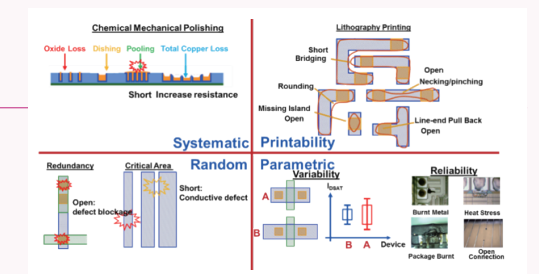 Chemical Mechanical Polishing
Oxide Loss Dishing Pooling Total Copper Loss
Short Increase resistance
Systematic
Lithography Printing
Short
Bridging
Open
Necking/pinching
Rounding
Missing Island
Open
Line-end Pull Back
Open
Printability
Random
Redundancy
Open:
defect blockage
Critical Area
Short:
Conductive defect
Parametric
Variability
IDSAT
A
B
B A Device
Reliability
Burnt Metal
Heat Stress
Package Burnt
Open
Connection